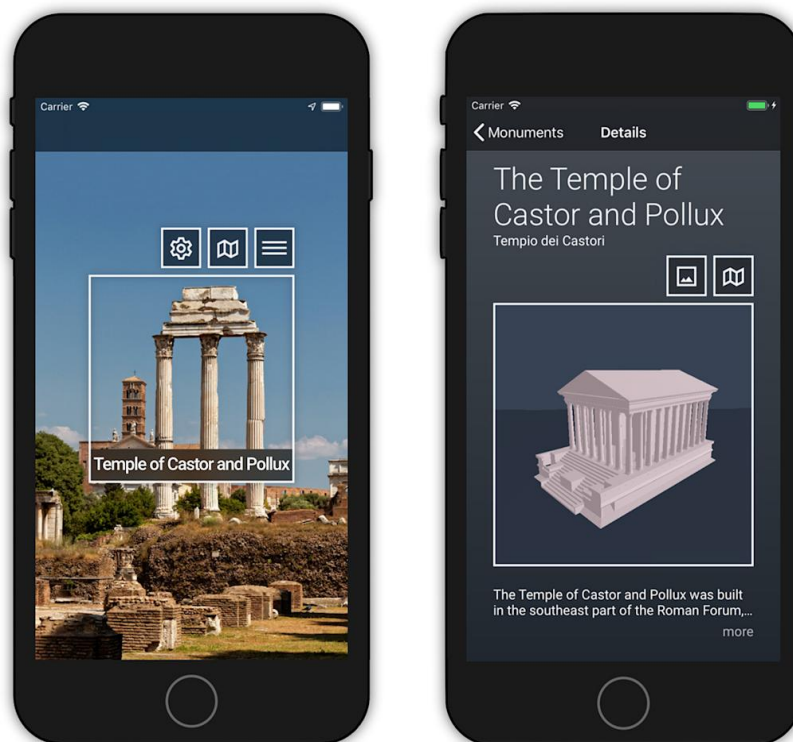 Carrier
Temple of Castor and Pollux
Carrier
Monuments
Details
The Temple of
Castor and Pollux
Tempio dei Castori
The Temple of Castor and Pollux was built
in the southeast part of the Roman Forum,...
more